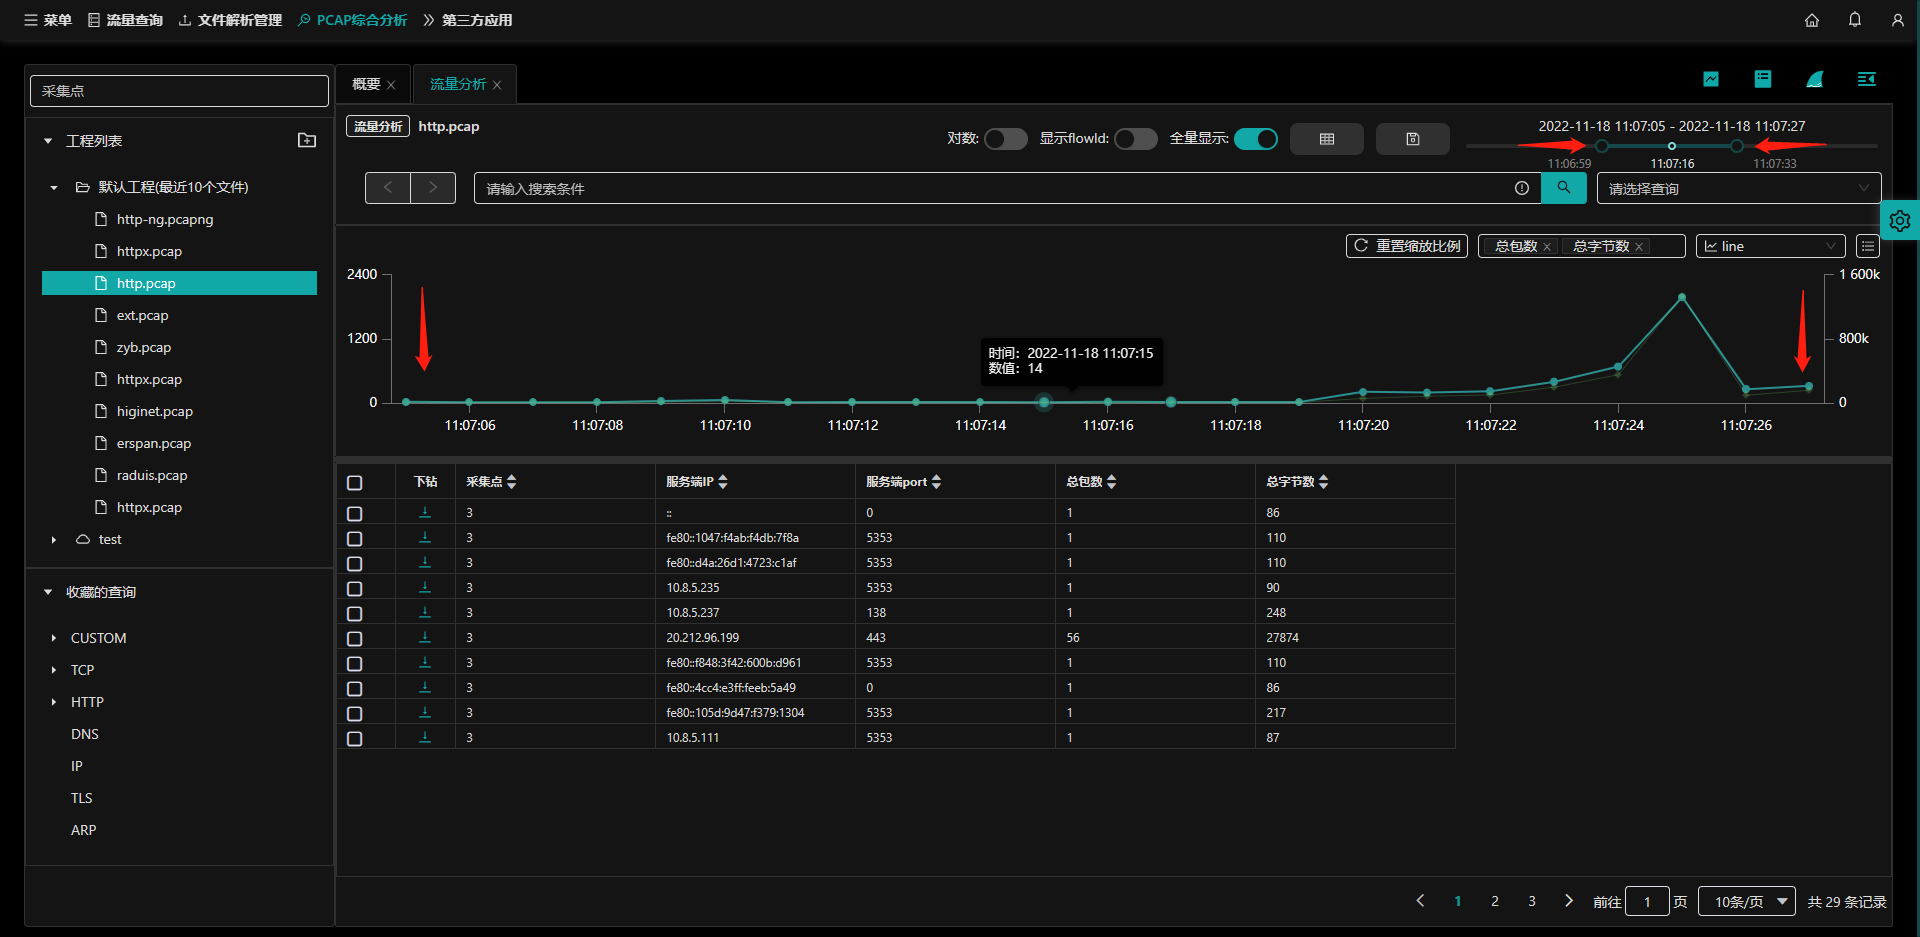 菜单 流量查询 文件解析管理 PCAP综合分析 第三方应用
采集点
工程列表
默认工程(最近10个文件)
http-ng.pcapng
httpx.pcap
http.pcap
ext.pcap
zyb.pcap
httpx.pcap
higinet.pcap
erspan.pcap
raduis.pcap
httpx.pcap
test
收藏的查询
CUSTOM
TCP
HTTP
DNS
IP
TLS
ARP
概要 流量分析
流量分析 http.pcap
对数: 显示flowId: 全量显示:
2022-11-18 11:07:05 - 2022-11-18 11:07:27
11:06:59 11:07:16 11:07:33
请输入搜索条件 请选择查询
重置缩放比例 总包数 总字节数 line
2400 1 600k
1200 800k
0 0
时间: 2022-11-18 11:07:15
数值: 14
11:07:06 11:07:08 11:07:10 11:07:12 11:07:14 11:07:16 11:07:18 11:07:20 11:07:22 11:07:24 11:07:26
下钻 采集点 服务端IP 服务端port 总包数 总字节数
3 :: 0 1 86
3 fe80::1047:f4ab:f4db:7f8a 5353 1 110
3 fe80::d4a:26d1:4723:c1af 5353 1 110
3 10.8.5.235 5353 1 90
3 10.8.5.237 138 1 248
3 20.212.96.199 443 56 27874
3 fe80::f848:3f42:600b:d961 5353 1 110
3 fe80::4cc4:e3ff:feeb:5a49 0 1 86
3 fe80::105d:9d47:f379:1304 5353 1 217
3 10.8.5.111 5353 1 87
1 2 3 前往 1 页 10条/页 共 29 条记录